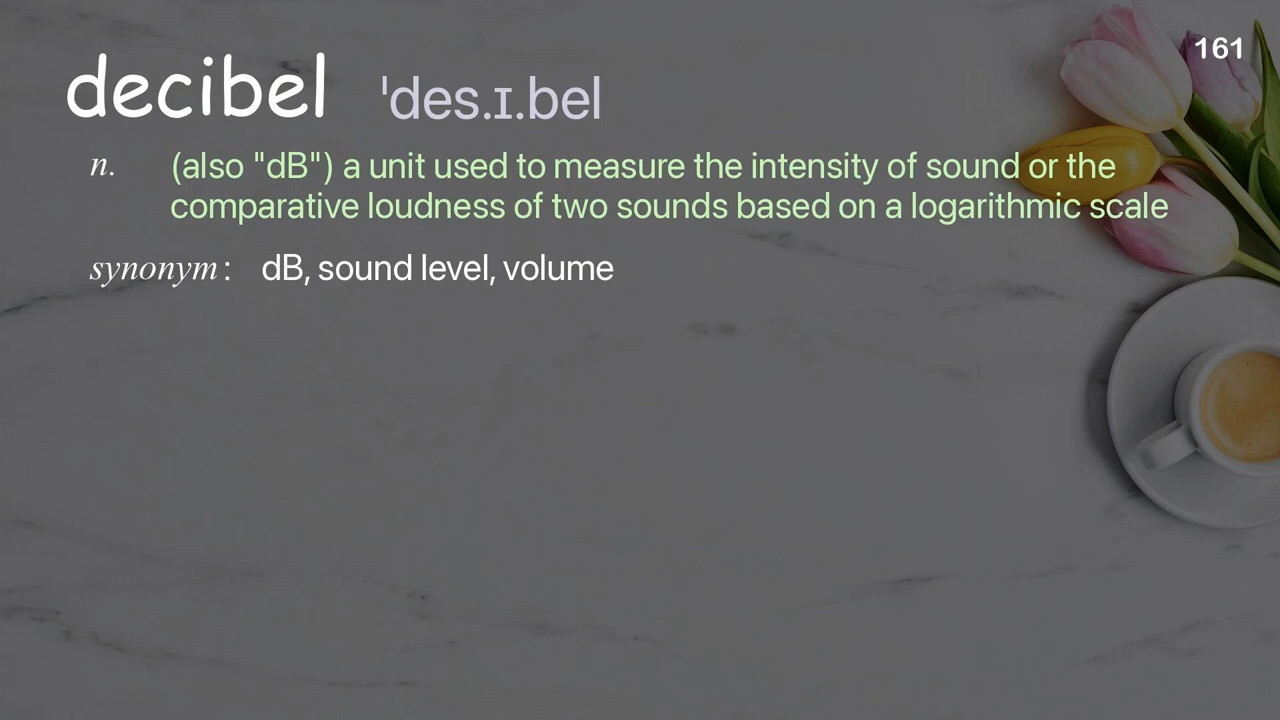 161
decibel ˈdes.ɪ.bel
n. (also "dB") a unit used to measure the intensity of sound or the
comparative loudness of two sounds based on a logarithmic scale
synonym: dB, sound level, volume